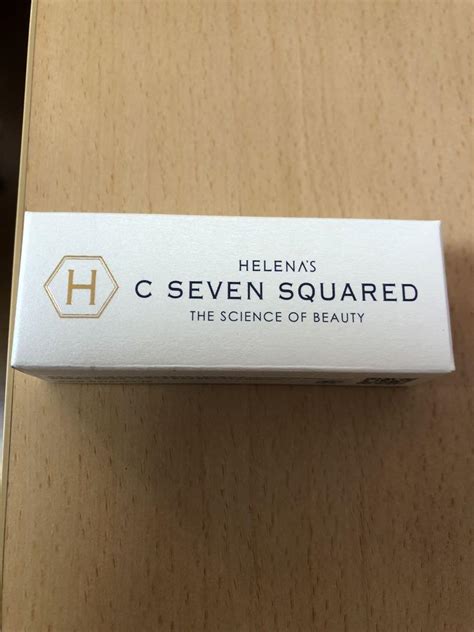 H
HELENA'S
C SEVEN SQUARED
THE SCIENCE OF BEAUTY